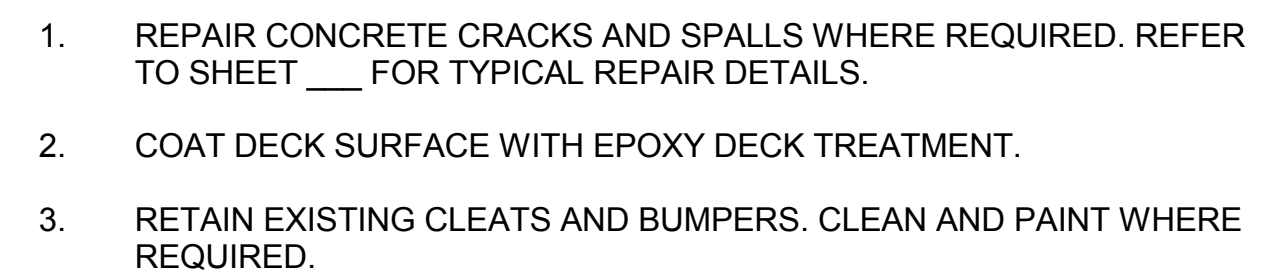 1. REPAIR CONCRETE CRACKS AND SPALLS WHERE REQUIRED. REFER
TO SHEET ___ FOR TYPICAL REPAIR DETAILS.
2. COAT DECK SURFACE WITH EPOXY DECK TREATMENT.
3. RETAIN EXISTING CLEATS AND BUMPERS. CLEAN AND PAINT WHERE
REQUIRED.